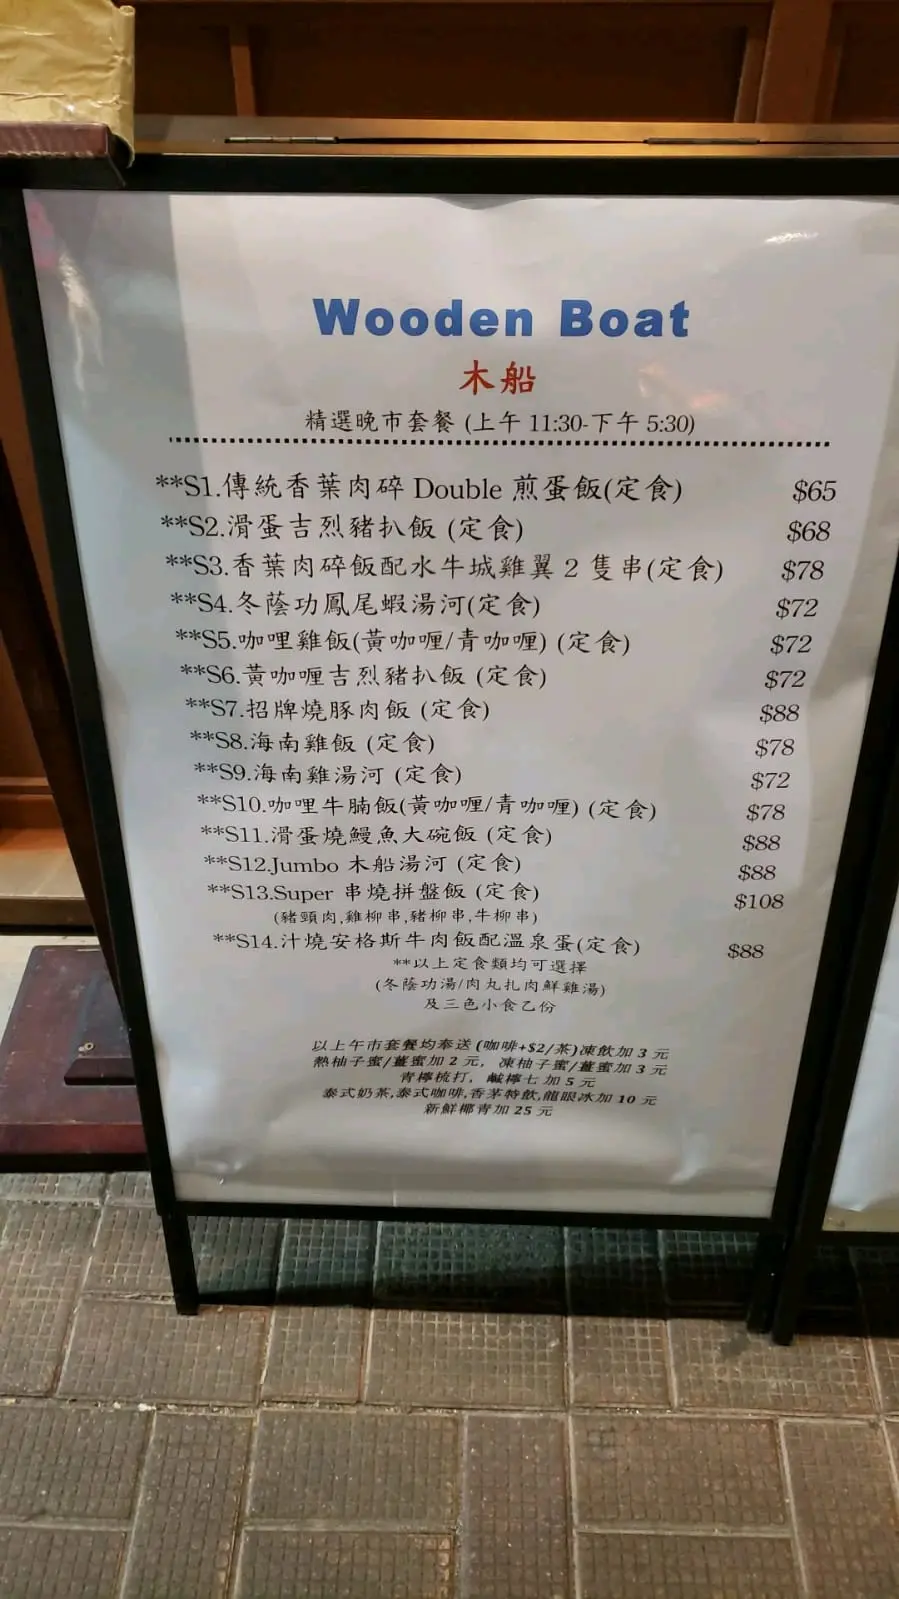 Wooden Boat
木船
精選晚市套餐 (上午 11:30-下午 5:30)
**S1.傳統香葉肉碎 Double 煎蛋飯(定食) $65
**S2.滑蛋吉烈豬扒飯 (定食) $68
**S3.香葉肉碎飯配水牛城雞翼 2 隻串(定食) $78
**S4.冬蔭功鳳尾蝦湯河(定食) $72
**S5.咖哩雞飯(黃咖喱/青咖喱) (定食) $72
**S6.黃咖喱吉烈豬扒飯 (定食) $72
**S7.招牌燒豚肉飯 (定食) $88
**S8.海南雞飯 (定食) $78
**S9.海南雞湯河 (定食) $72
**S10.咖哩牛腩飯(黃咖喱/青咖喱) (定食) $78
**S11.滑蛋燒鰻魚大碗飯 (定食) $88
**S12.Jumbo 木船湯河 (定食) $88
**S13.Super 串燒拼盤飯 (定食) $108
(豬頸肉,雞柳串,豬柳串,牛柳串)
**S14.汁燒安格斯牛肉飯配溫泉蛋(定食) $88
**以上定食類均可選擇
(冬蔭功湯/肉丸扎肉鮮雞湯)
及三色小食乙份
以上午市套餐均奉送 (咖啡+$2/茶)凍飲加 3 元
熱柚子蜜/薑蜜加 2 元, 凍柚子蜜/薑蜜加 3 元
青檸梳打, 鹹檸七 加 5 元
泰式奶茶,泰式咖啡,香茅特飲,龍眼冰加 10 元
新鮮椰青加 25 元